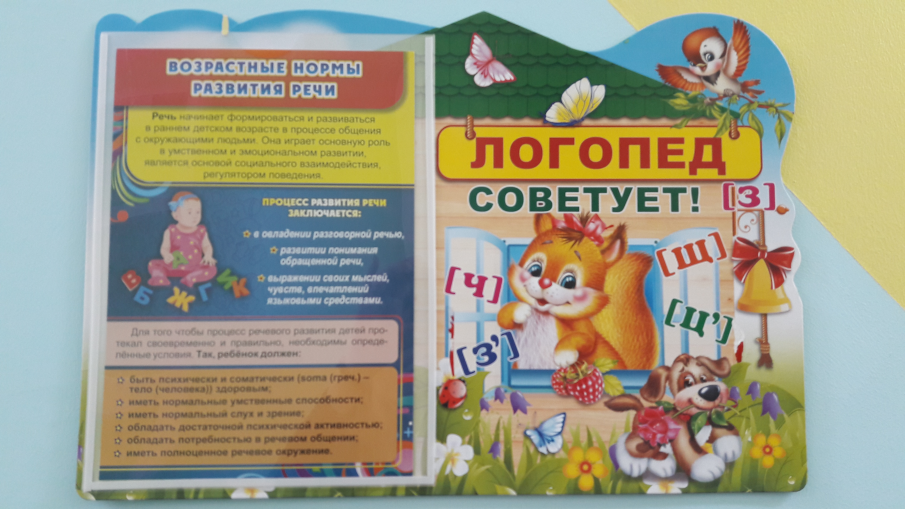 ВОЗРАСТНЫЕ НОРМЫ
РАЗВИТИЯ РЕЧИ
Речь начинает формироваться и развиваться
в раннем детском возрасте в процессе общения
с окружающими людьми. Она играет основную роль
в умственном и эмоциональном развитии,
является основой социального взаимодействия,
регулятором поведения.
ПРОЦЕСС РАЗВИТИЯ РЕЧИ
ЗАКЛЮЧАЕТСЯ:
в овладении разговорной речью,
развитии понимания
обращенной речи,
выражении своих мыслей,
чувств, впечатлений
языковыми средствами.
В Б В Ж Г И К
Для того чтобы процесс речевого развития детей про-
текал своевременно и правильно, необходимы опреде-
лённые условия. Так, ребёнок должен:
быть психически и соматически (soma (греч.) –
тело (человека)) здоровым;
иметь нормальные умственные способности;
иметь нормальный слух и зрение;
обладать достаточной психической активностью;
обладать потребностью в речевом общении;
иметь полноценное речевое окружение.
ЛОГОПЕД
СОВЕТУЕТ!
[З]
[Щ]
[Ч]
[Ц']
[З']